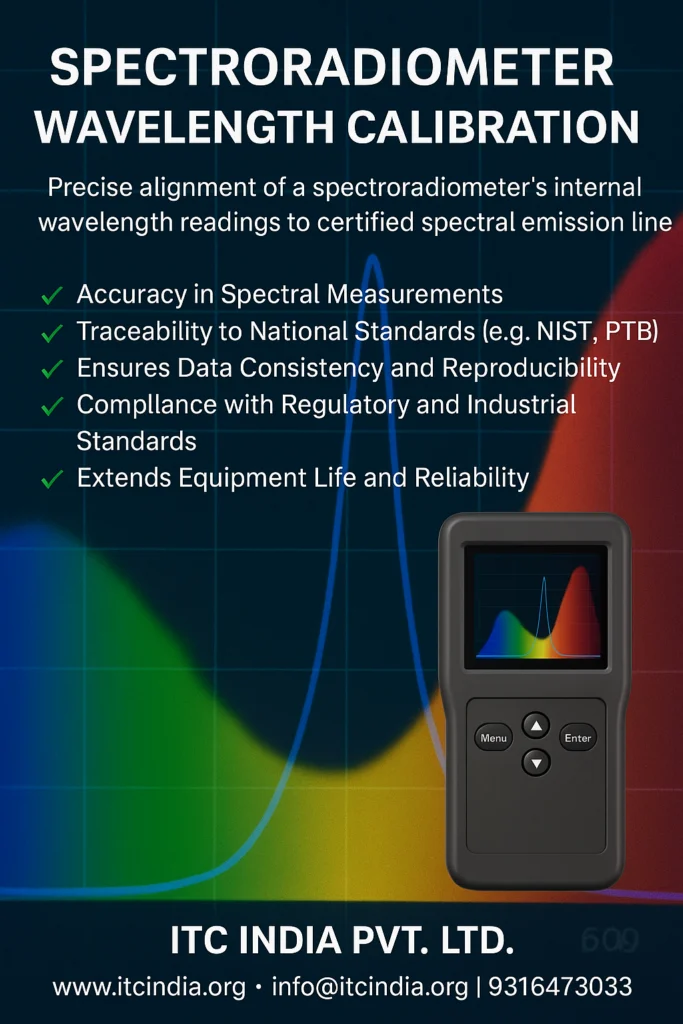 SPECTRORADIOMETER
WAVELENGTH CALIBRATION
Precise alignment of a spectroradiometer's internal
wavelength readings to certified spectral emission line
Accuracy in Spectral Measurements
Traceability to National Standards (e.g. NIST, PTB)
Ensures Data Consistency and Reproducibility
Compllance with Regulatory and Industrial
Standards
Extends Equipment Life and Reliability
Menu
Enter
ITC INDIA PVT. LTD.
www.itcindia.org • info@itcindia.org | 9316473033